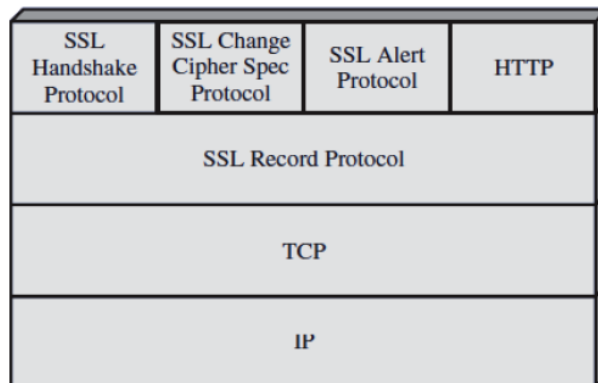 SSL
Handshake
Protocol
SSL Change
Cipher Spec
Protocol
SSL Alert
Protocol
HTTP
SSL Record Protocol
TCP
IP